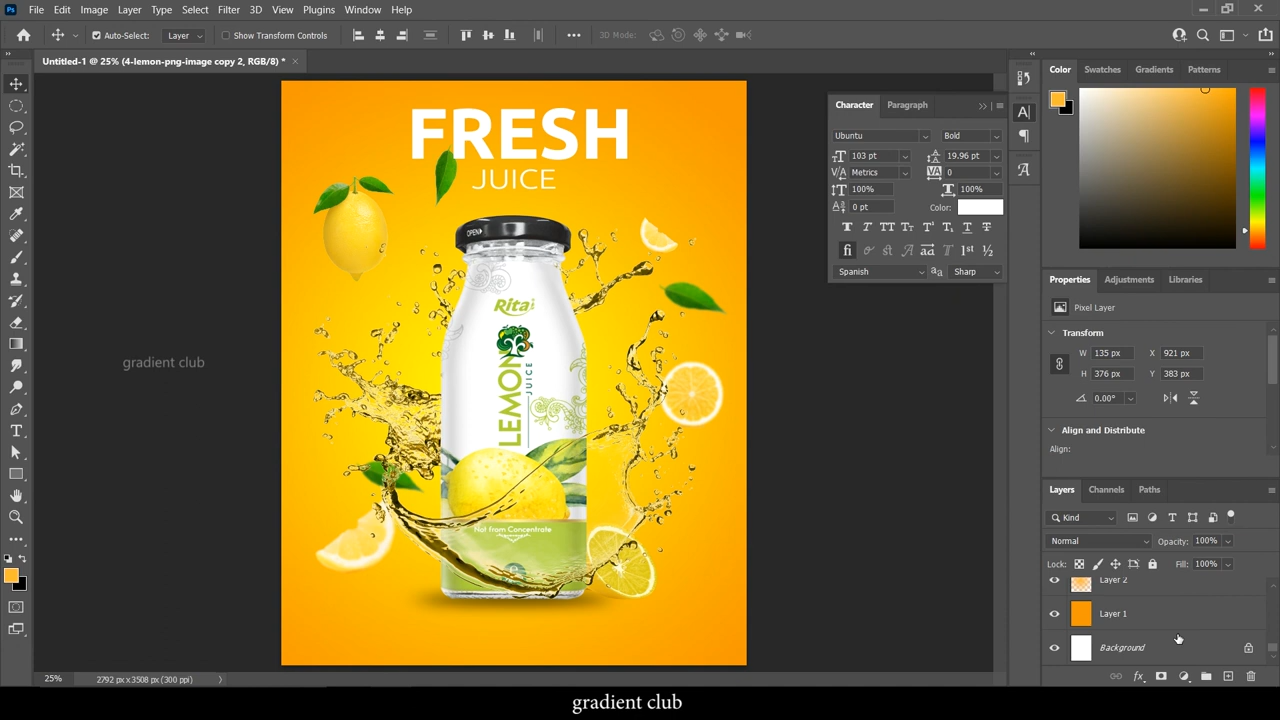 File Edit Image Layer Type Select Filter 3D View Plugins Window Help
Auto-Select: Layer Show Transform Controls 3D Mode:
Untitled-1 @ 25% (4-lemon-png-image copy 2, RGB/8) *
FRESH
JUICE
OPEN
Rita
LEMON
JUICE
Not from Concentrate
gradient club
Character Paragraph
Ubuntu Bold
103 pt 19.96 pt
Metrics 0
100% 100%
0 pt Color:
Spanish Sharp
Color Swatches Gradients Patterns
Properties Adjustments Libraries
Pixel Layer
Transform
W 135 px X 921 px
H 376 px Y 383 px
0.00°
Align and Distribute
Align:
Layers Channels Paths
Kind
Normal Opacity: 100%
Lock: Fill: 100%
Layer 2
Layer 1
Background
25% 2792 px x 3508 px (300 ppi)
gradient club